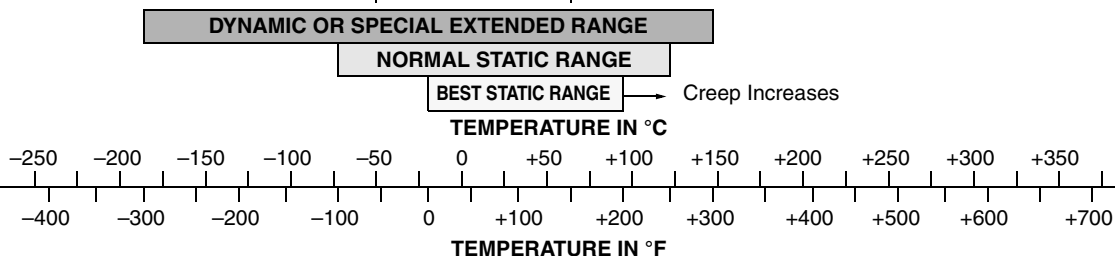 DYNAMIC OR SPECIAL EXTENDED RANGE
NORMAL STATIC RANGE
BEST STATIC RANGE Creep Increases
TEMPERATURE IN °C
–250 –200 –150 –100 –50 0 +50 +100 +150 +200 +250 +300 +350
–400 –300 –200 –100 0 +100 +200 +300 +400 +500 +600 +700
TEMPERATURE IN °F